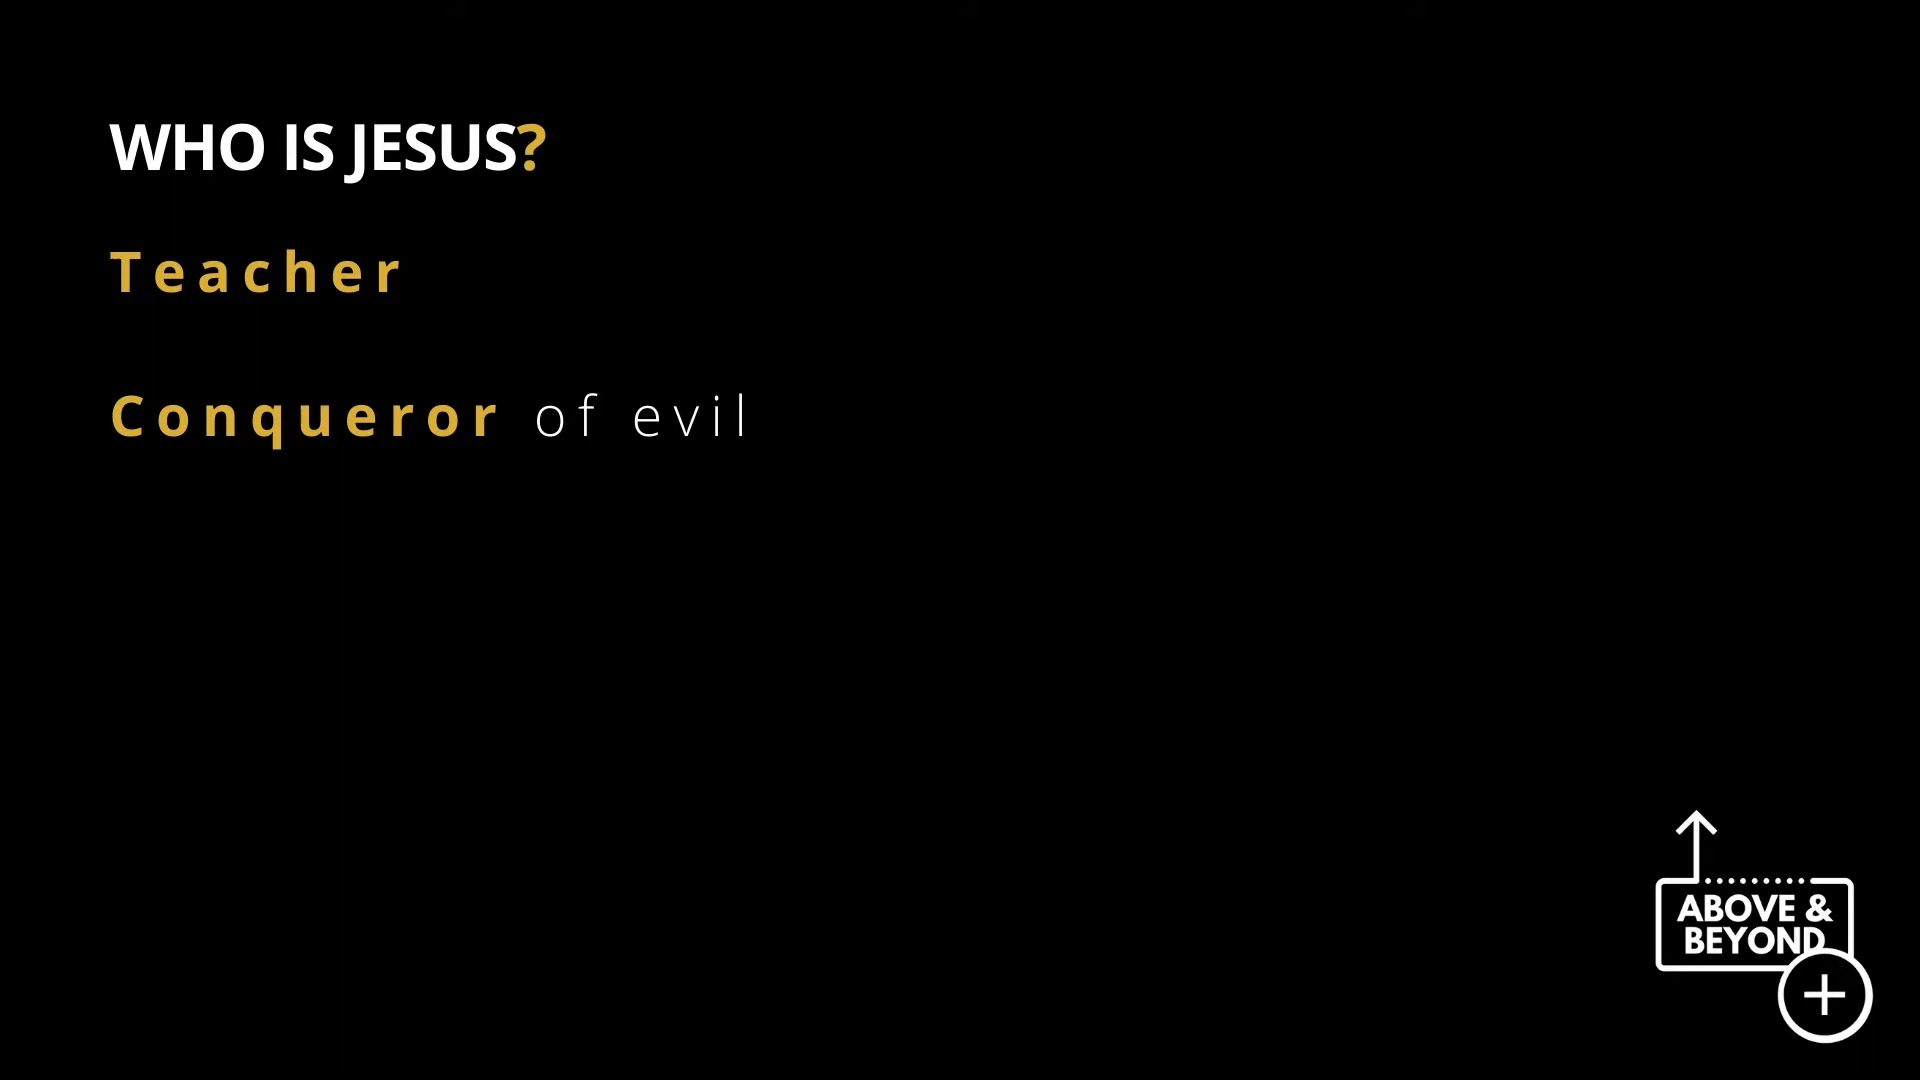 WHO IS JESUS?
Teacher
Conqueror of evil
ABOVE &
BEYOND